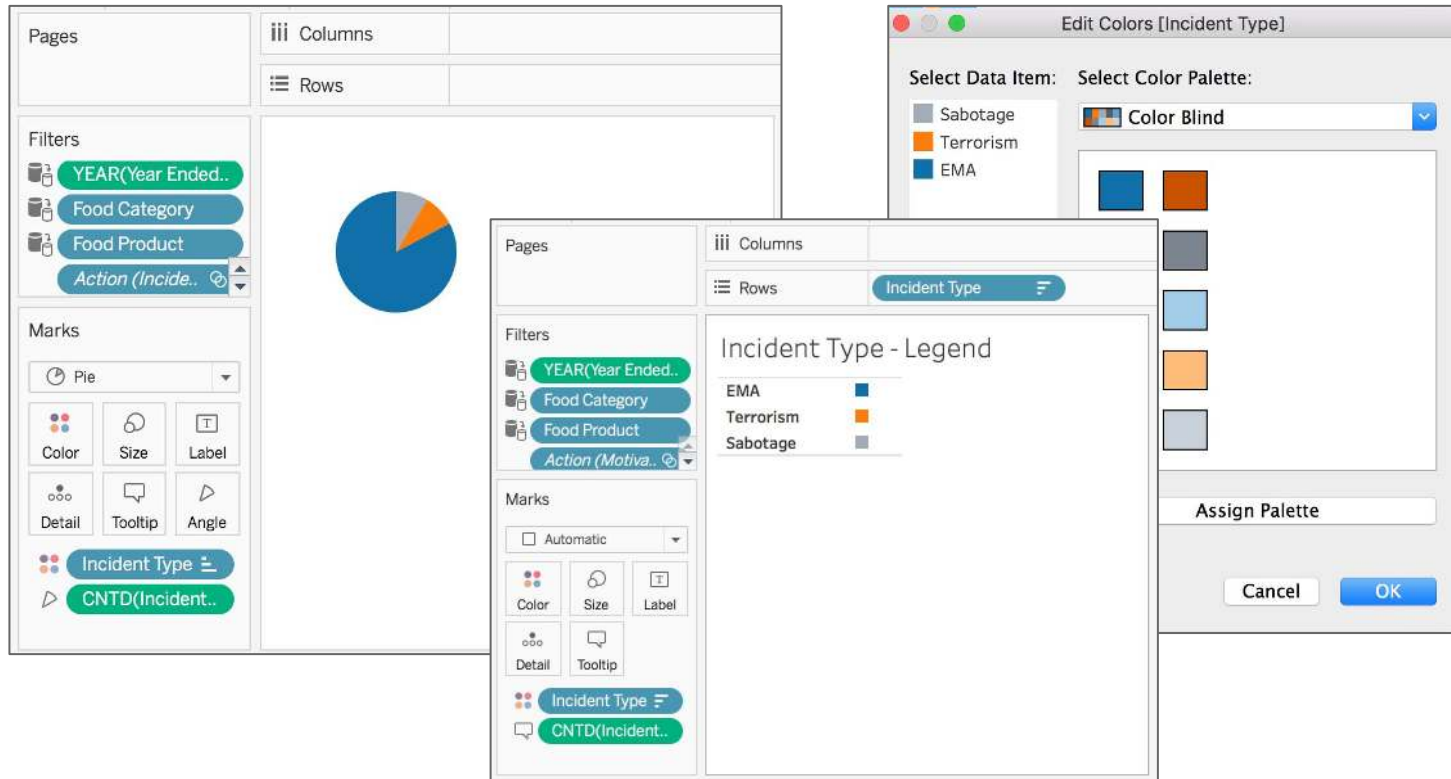 Pages
Columns
Rows
Filters
YEAR(Year Ended..
Food Category
Food Product
Action (Incide..
Marks
Pie
Color Size Label
Detail Tooltip Angle
Incident Type
CNTD(Incident..
Pages
Columns
Rows Incident Type
Filters
YEAR(Year Ended..
Food Category
Food Product
Action (Motiva..
Marks
Automatic
Color Size Label
Detail Tooltip
Incident Type
CNTD(Incident..
Incident Type - Legend
EMA
Terrorism
Sabotage
Edit Colors [Incident Type]
Select Data Item: Select Color Palette:
Sabotage
Terrorism
EMA
Color Blind
Assign Palette
Cancel OK